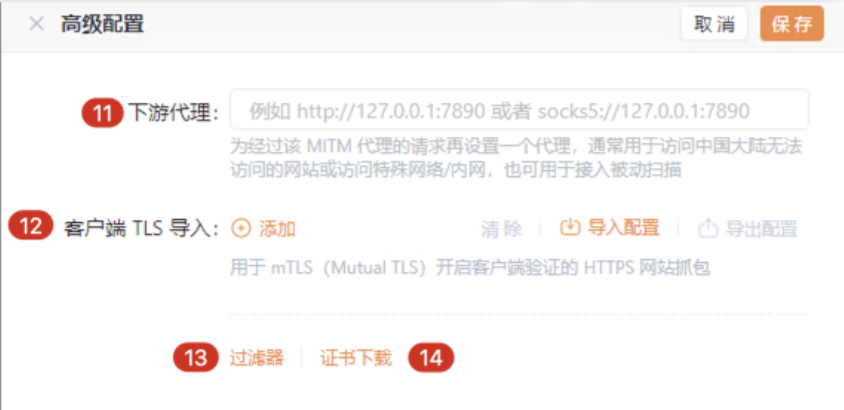 高级配置 取消 保存
11 下游代理: 例如 http://127.0.0.1:7890 或者 socks5://127.0.0.1:7890
为经过该 MITM 代理的请求再设置一个代理，通常用于访问中国大陆无法
访问的网站或访问特殊网络/内网，也可用于接入被动扫描
12 客户端 TLS 导入: 添加 清除 导入配置 导出配置
用于 mTLS（Mutual TLS）开启客户端验证的 HTTPS 网站抓包
13 过滤器 证书下载 14